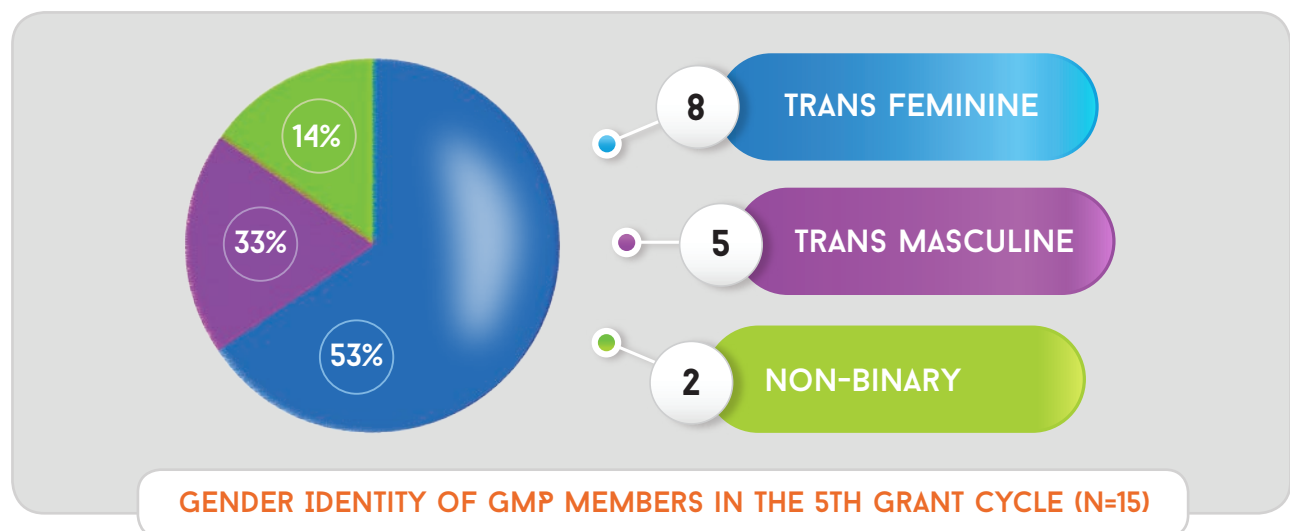 14%
33%
53%
8 TRANS FEMININE
5 TRANS MASCULINE
2 NON-BINARY
GENDER IDENTITY OF GMP MEMBERS IN THE 5TH GRANT CYCLE (N=15)